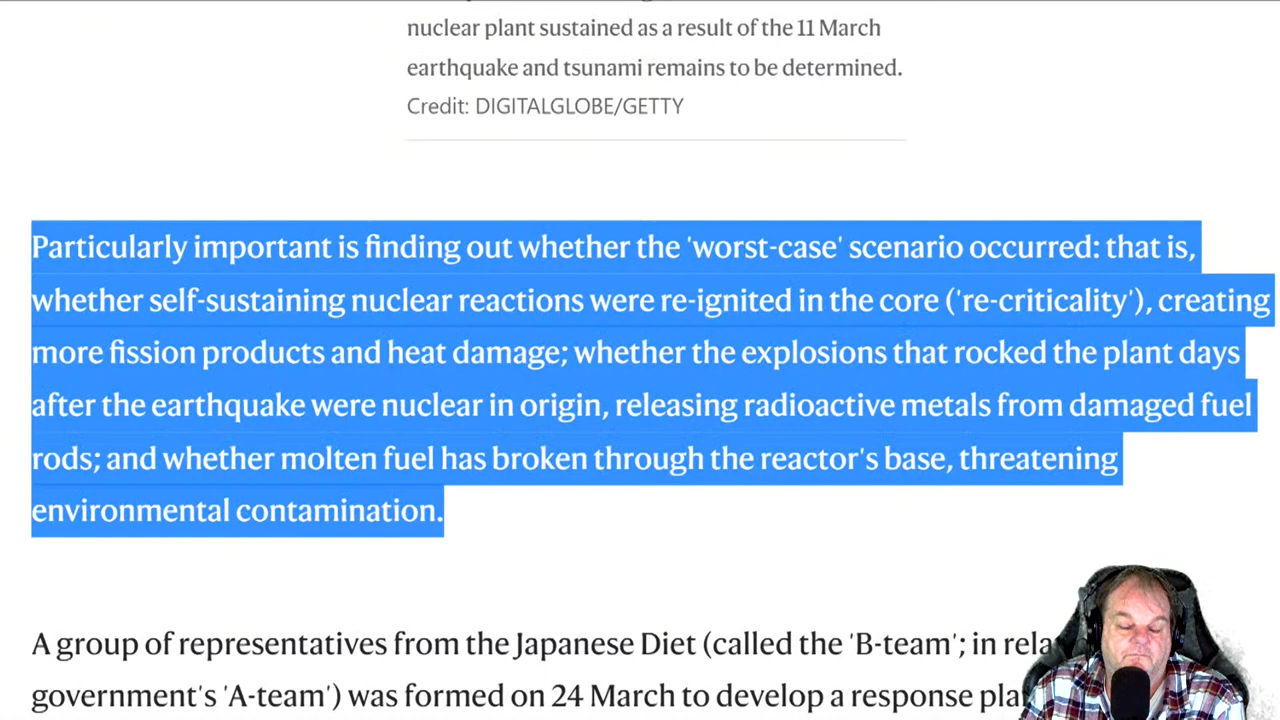 nuclear plant sustained as a result of the 11 March
earthquake and tsunami remains to be determined.
Credit: DIGITALGLOBE/GETTY
Particularly important is finding out whether the 'worst-case' scenario occurred: that is,
whether self-sustaining nuclear reactions were re-ignited in the core ('re-criticality'), creating
more fission products and heat damage; whether the explosions that rocked the plant days
after the earthquake were nuclear in origin, releasing radioactive metals from damaged fuel
rods; and whether molten fuel has broken through the reactor's base, threatening
environmental contamination.
A group of representatives from the Japanese Diet (called the 'B-team'; in rela
government's 'A-team') was formed on 24 March to develop a response pla